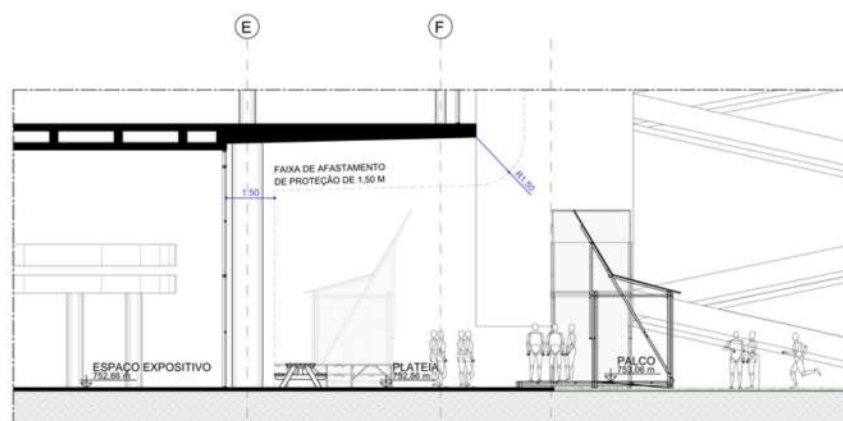 E
F
FAIXA DE AFASTAMENTO
DE PROTEÇÃO DE 1,50 M
1.50
R1.50
ESPAÇO EXPOSITIVO
752,86 m
PLATEIA
752,86 m
PALCO
753,06 m